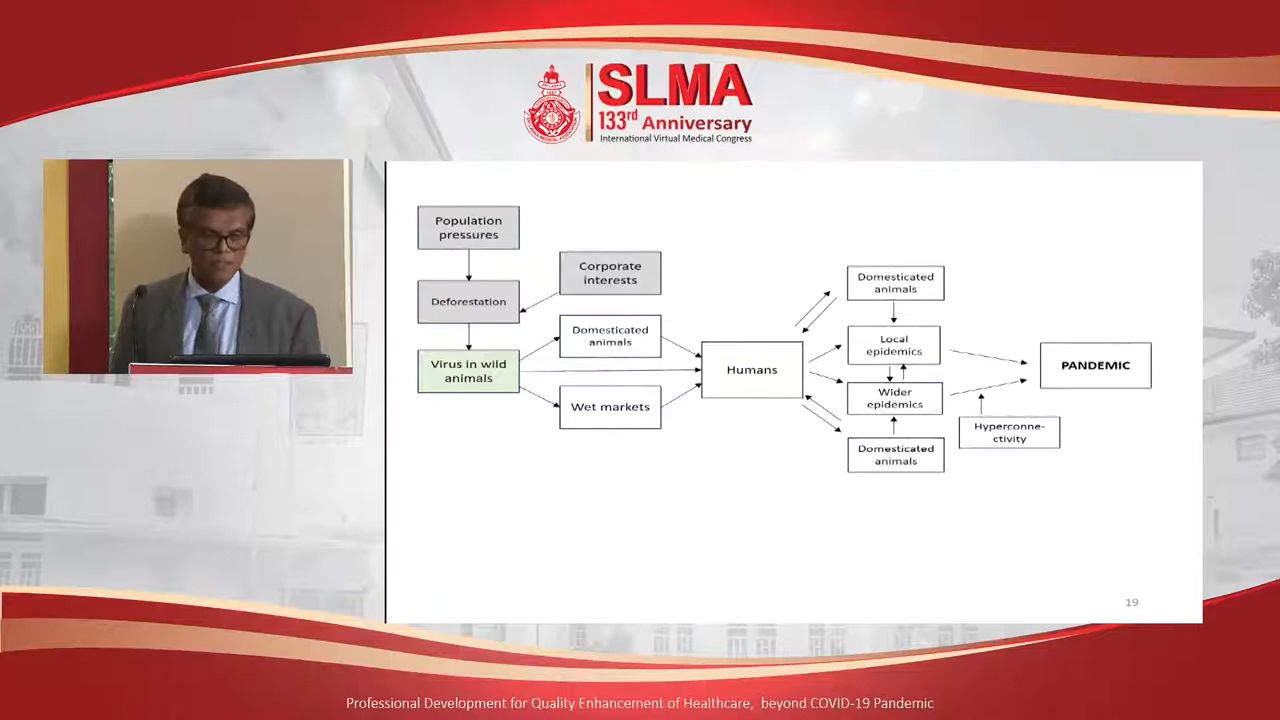 SLMA
133rd Anniversary
International Virtual Medical Congress
Population
pressures
Corporate
interests
Deforestation
Domesticated
animals
Virus in wild
animals
Wet markets
Humans
Domesticated
animals
Local
epidemics
Wider
epidemics
Domesticated
animals
Hyperconne-
ctivity
PANDEMIC
19
Professional Development for Quality Enhancement of Healthcare, beyond COVID-19 Pandemic